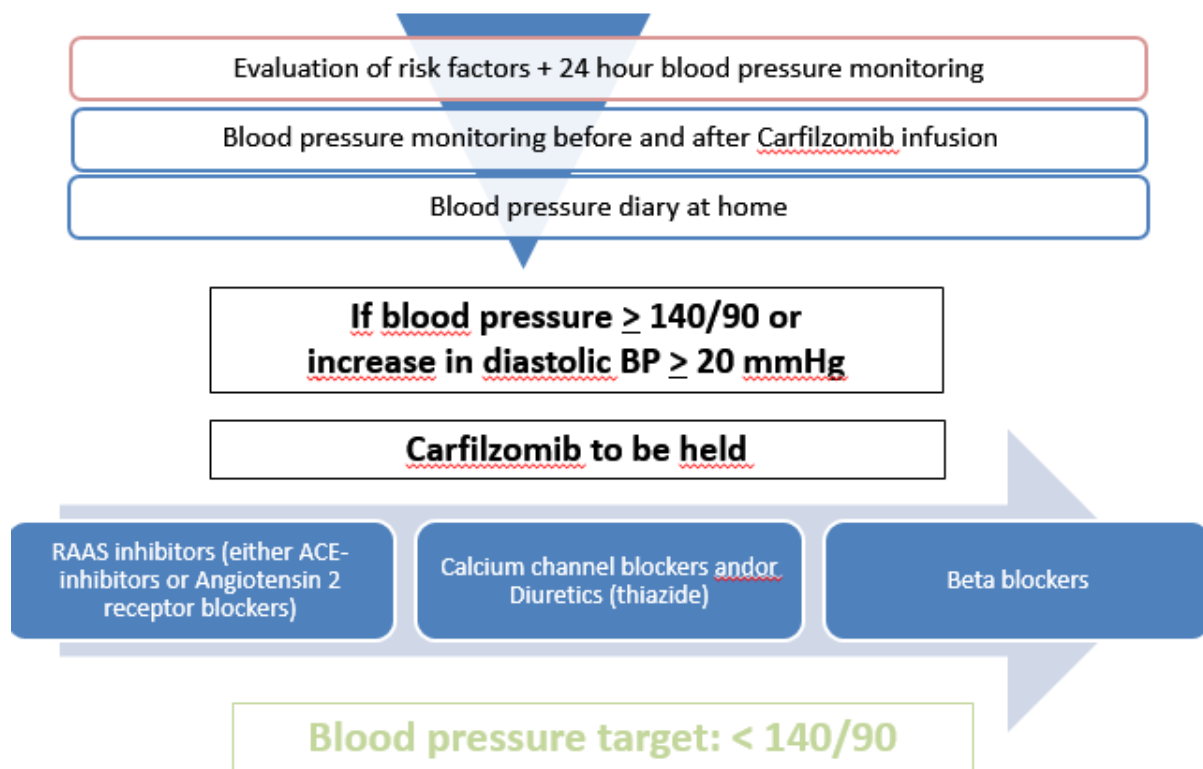 Evaluation of risk factors + 24 hour blood pressure monitoring
Blood pressure monitoring before and after Carfilzomib infusion
Blood pressure diary at home
If blood pressure ≥ 140/90 or
increase in diastolic BP ≥ 20 mmHg
Carfilzomib to be held
RAAS inhibitors (either ACE-
inhibitors or Angiotensin 2
receptor blockers)
Calcium channel blockers andor
Diuretics (thiazide)
Beta blockers
Blood pressure target: < 140/90